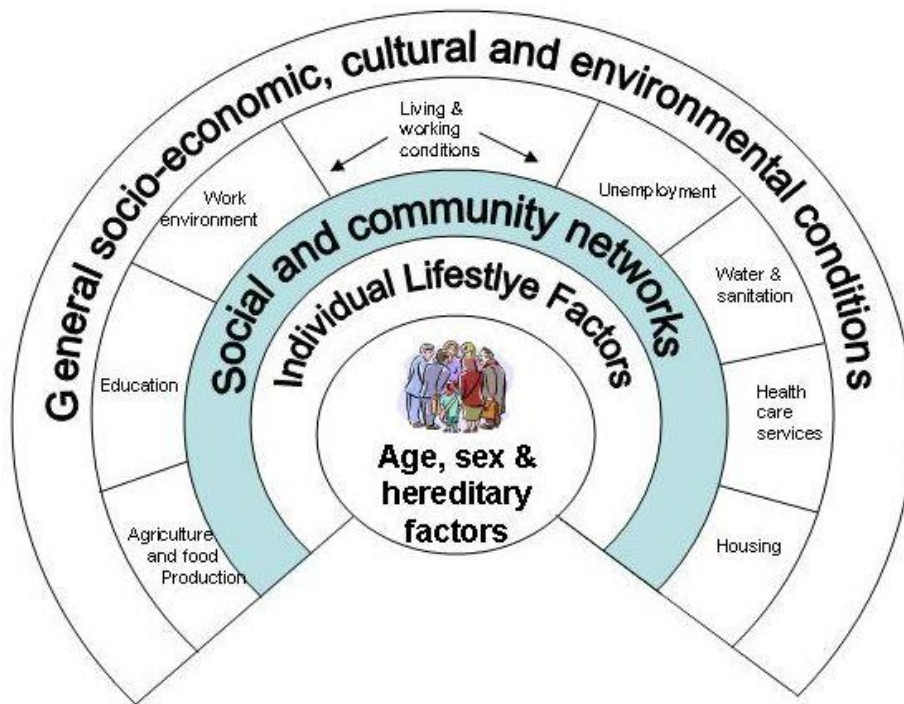 General socio-economic, cultural and environmental conditions
Living &
working
conditions
Work
environment
Unemployment
Social and community networks
Water &
sanitation
Individual Lifestlye Factors
Education
Health
care
services
Age, sex &
hereditary
factors
Agriculture
and food
Production
Housing